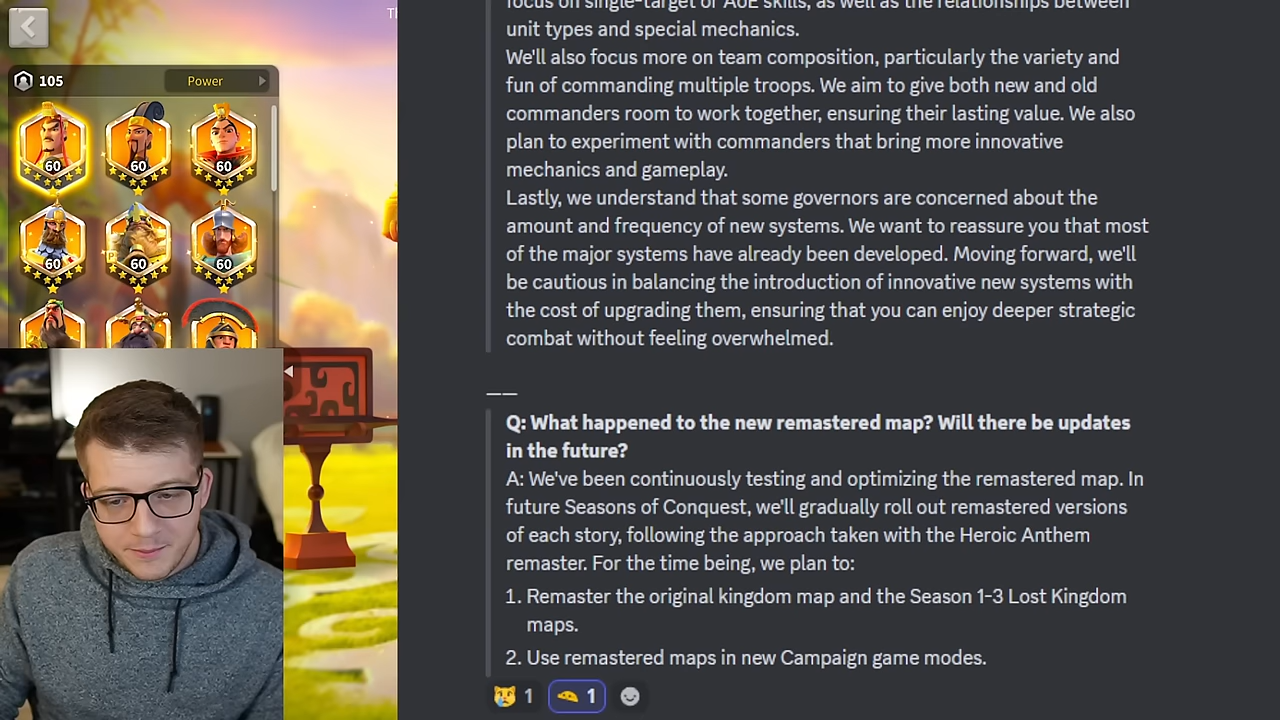 105
Power
60
60
60
60
60
60
focus on single-target or AoE skills, as well as the relationships between
unit types and special mechanics.
We'll also focus more on team composition, particularly the variety and
fun of commanding multiple troops. We aim to give both new and old
commanders room to work together, ensuring their lasting value. We also
plan to experiment with commanders that bring more innovative
mechanics and gameplay.
Lastly, we understand that some governors are concerned about the
amount and frequency of new systems. We want to reassure you that most
of the major systems have already been developed. Moving forward, we'll
be cautious in balancing the introduction of innovative new systems with
the cost of upgrading them, ensuring that you can enjoy deeper strategic
combat without feeling overwhelmed.
——
Q: What happened to the new remastered map? Will there be updates
in the future?
A: We've been continuously testing and optimizing the remastered map. In
future Seasons of Conquest, we'll gradually roll out remastered versions
of each story, following the approach taken with the Heroic Anthem
remaster. For the time being, we plan to:
1. Remaster the original kingdom map and the Season 1-3 Lost Kingdom
maps.
2. Use remastered maps in new Campaign game modes.
1
1